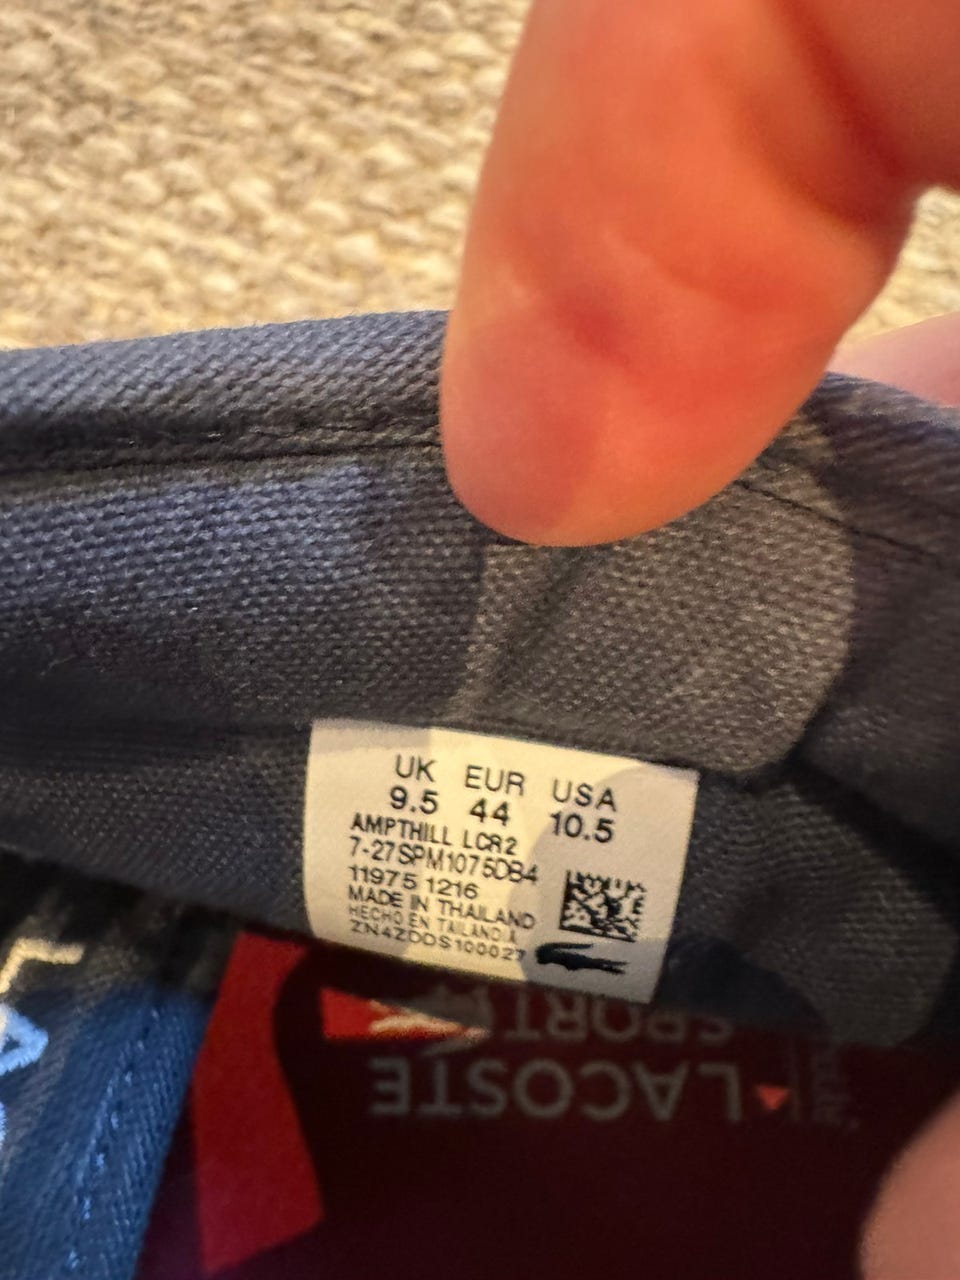 UK EUR USA
9.5 44 10.5
AMPTHILL LCR2
7-27SPM1075DB4
11975 1216
MADE IN THAILAND
HECHO EN TAILANDIA
ZN4ZDDS100027
SPORT
LACOSTE